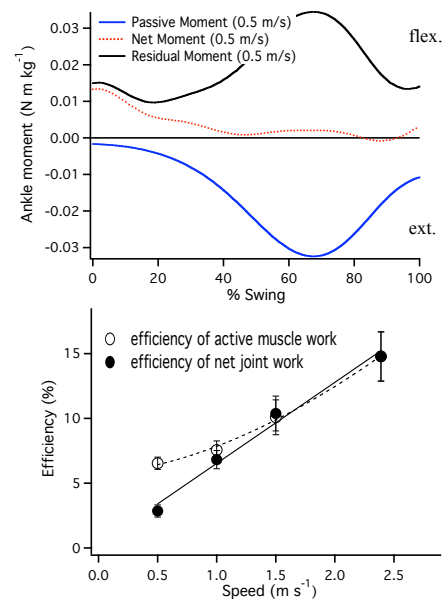 Passive Moment (0.5 m/s)
Net Moment (0.5 m/s)
Residual Moment (0.5 m/s)
flex.
ext.
Ankle moment (N m kg-1)
0.03
0.02
0.01
0.00
-0.01
-0.02
-0.03
0 20 40 60 80 100
% Swing
efficiency of active muscle work
efficiency of net joint work
Efficiency (%)
15
10
5
0
0.0 0.5 1.0 1.5 2.0 2.5
Speed (m s-1)